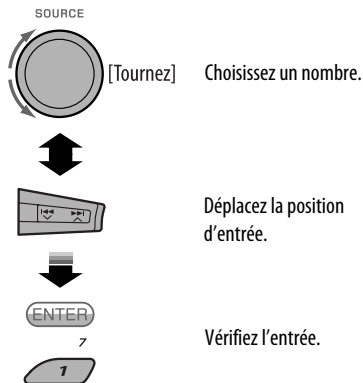 SOURCE
[Tournez] Choisissez un nombre.
Déplacez la position
d'entrée.
ENTER
7
Vérifiez l'entrée.
1